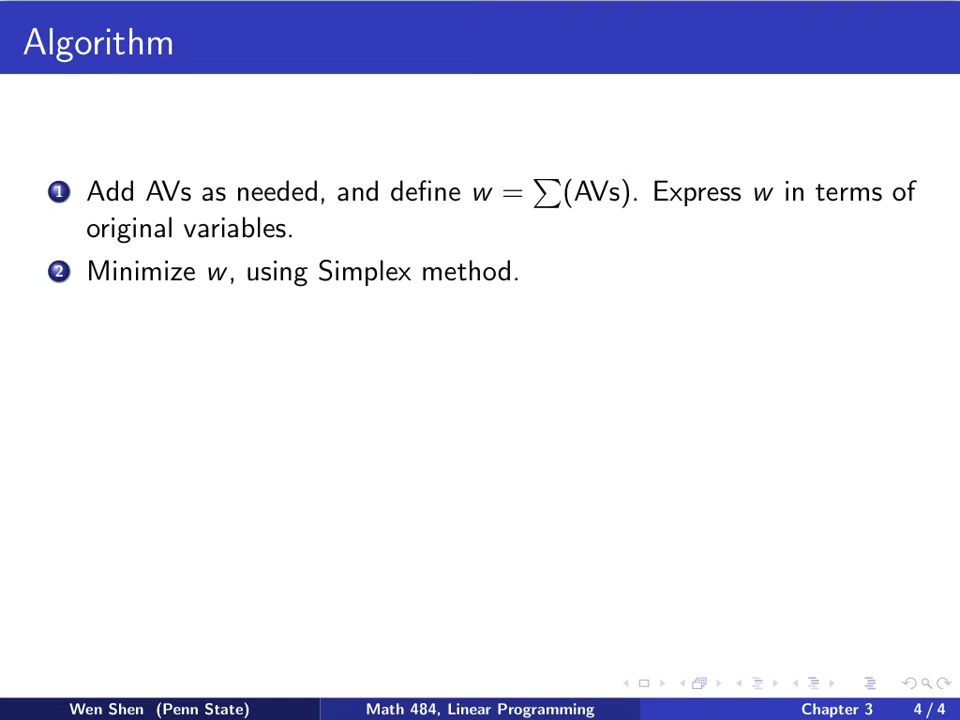 Algorithm
1 Add AVs as needed, and define w = ∑(AVs). Express w in terms of
original variables.
2 Minimize w, using Simplex method.
Wen Shen (Penn State) Math 484, Linear Programming Chapter 3 4 / 4